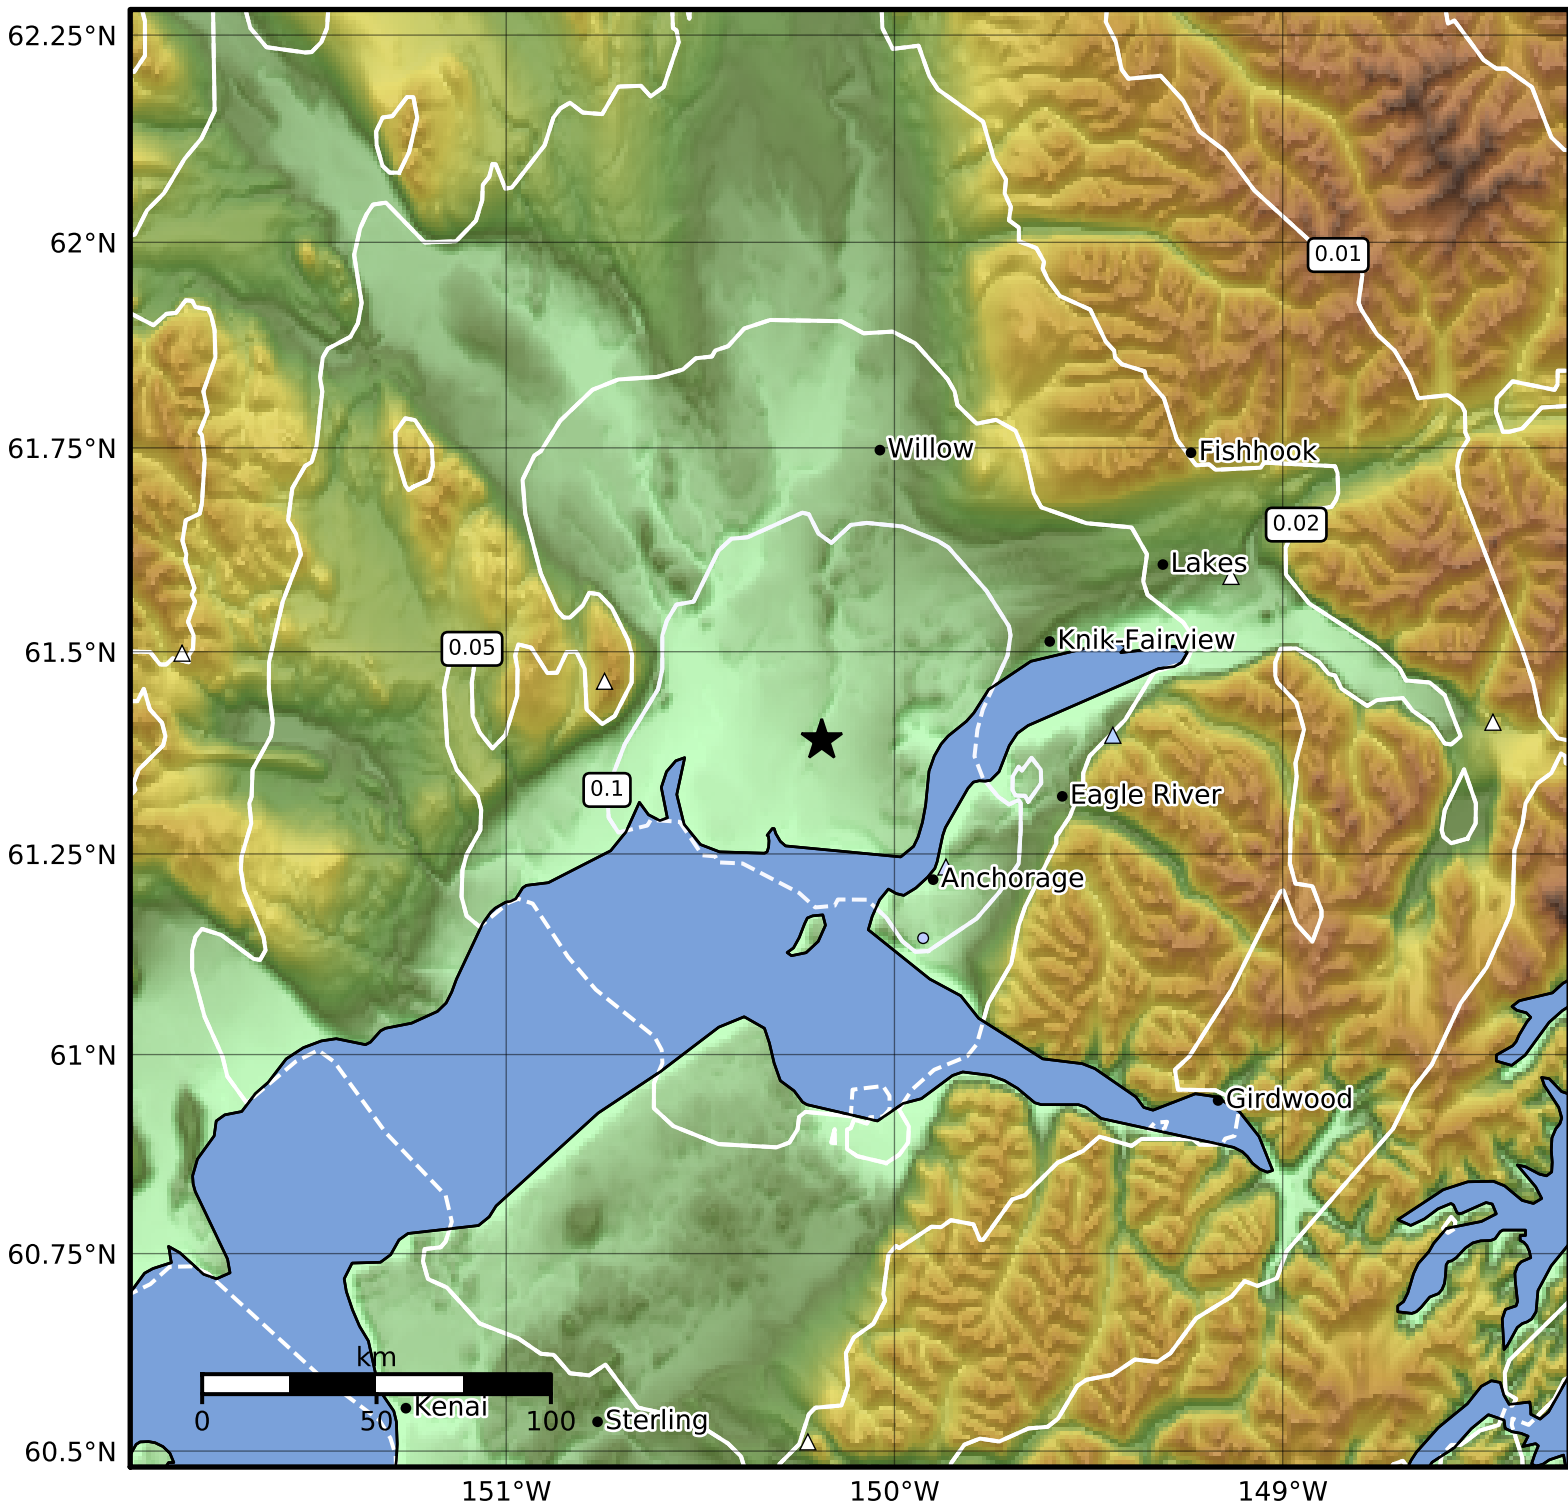 62.25°N
0.01
62°N
61.75°N
Willow
Fishhook
0.02
Lakes
61.5°N
0.05
Knik-Fairview
0.1
Eagle River
61.25°N
Anchorage
61°N
Girdwood
60.75°N
km
0
50
100
Kenai
Sterling
60.5°N
151°W
150°W
149°W